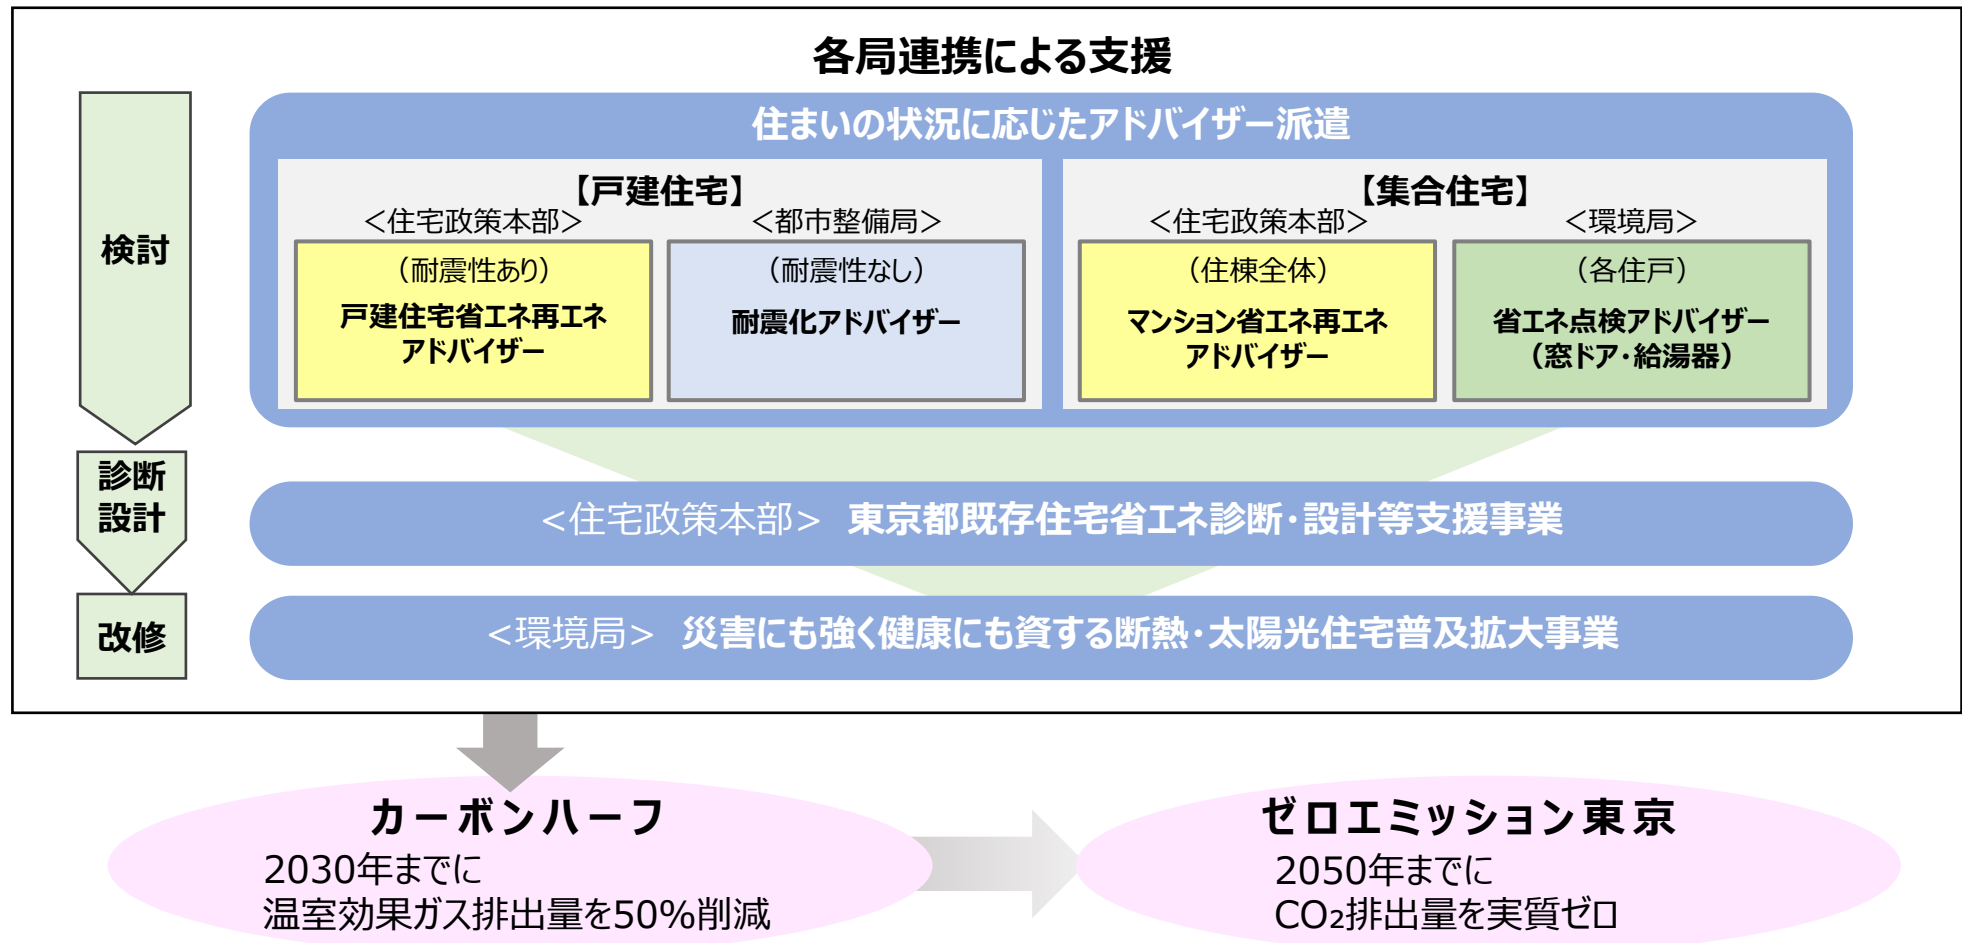 各局連携による支援
検討
住まいの状況に応じたアドバイザー派遣
【戸建住宅】
<住宅政策本部>
(耐震性あり)
戸建住宅省エネ再エネ
アドバイザー
<都市整備局>
(耐震性なし)
耐震化アドバイザー
【集合住宅】
<住宅政策本部>
(住棟全体)
マンション省エネ再エネ
アドバイザー
<環境局>
(各住戸)
省エネ点検アドバイザー
(窓ドア・給湯器)
診断
設計
<住宅政策本部> 東京都既存住宅省エネ診断・設計等支援事業
改修
<環境局> 災害にも強く健康にも資する断熱・太陽光住宅普及拡大事業
カーボンハーフ
2030年までに
温室効果ガス排出量を50%削減
ゼロエミッション東京
2050年までに
CO₂排出量を実質ゼロ